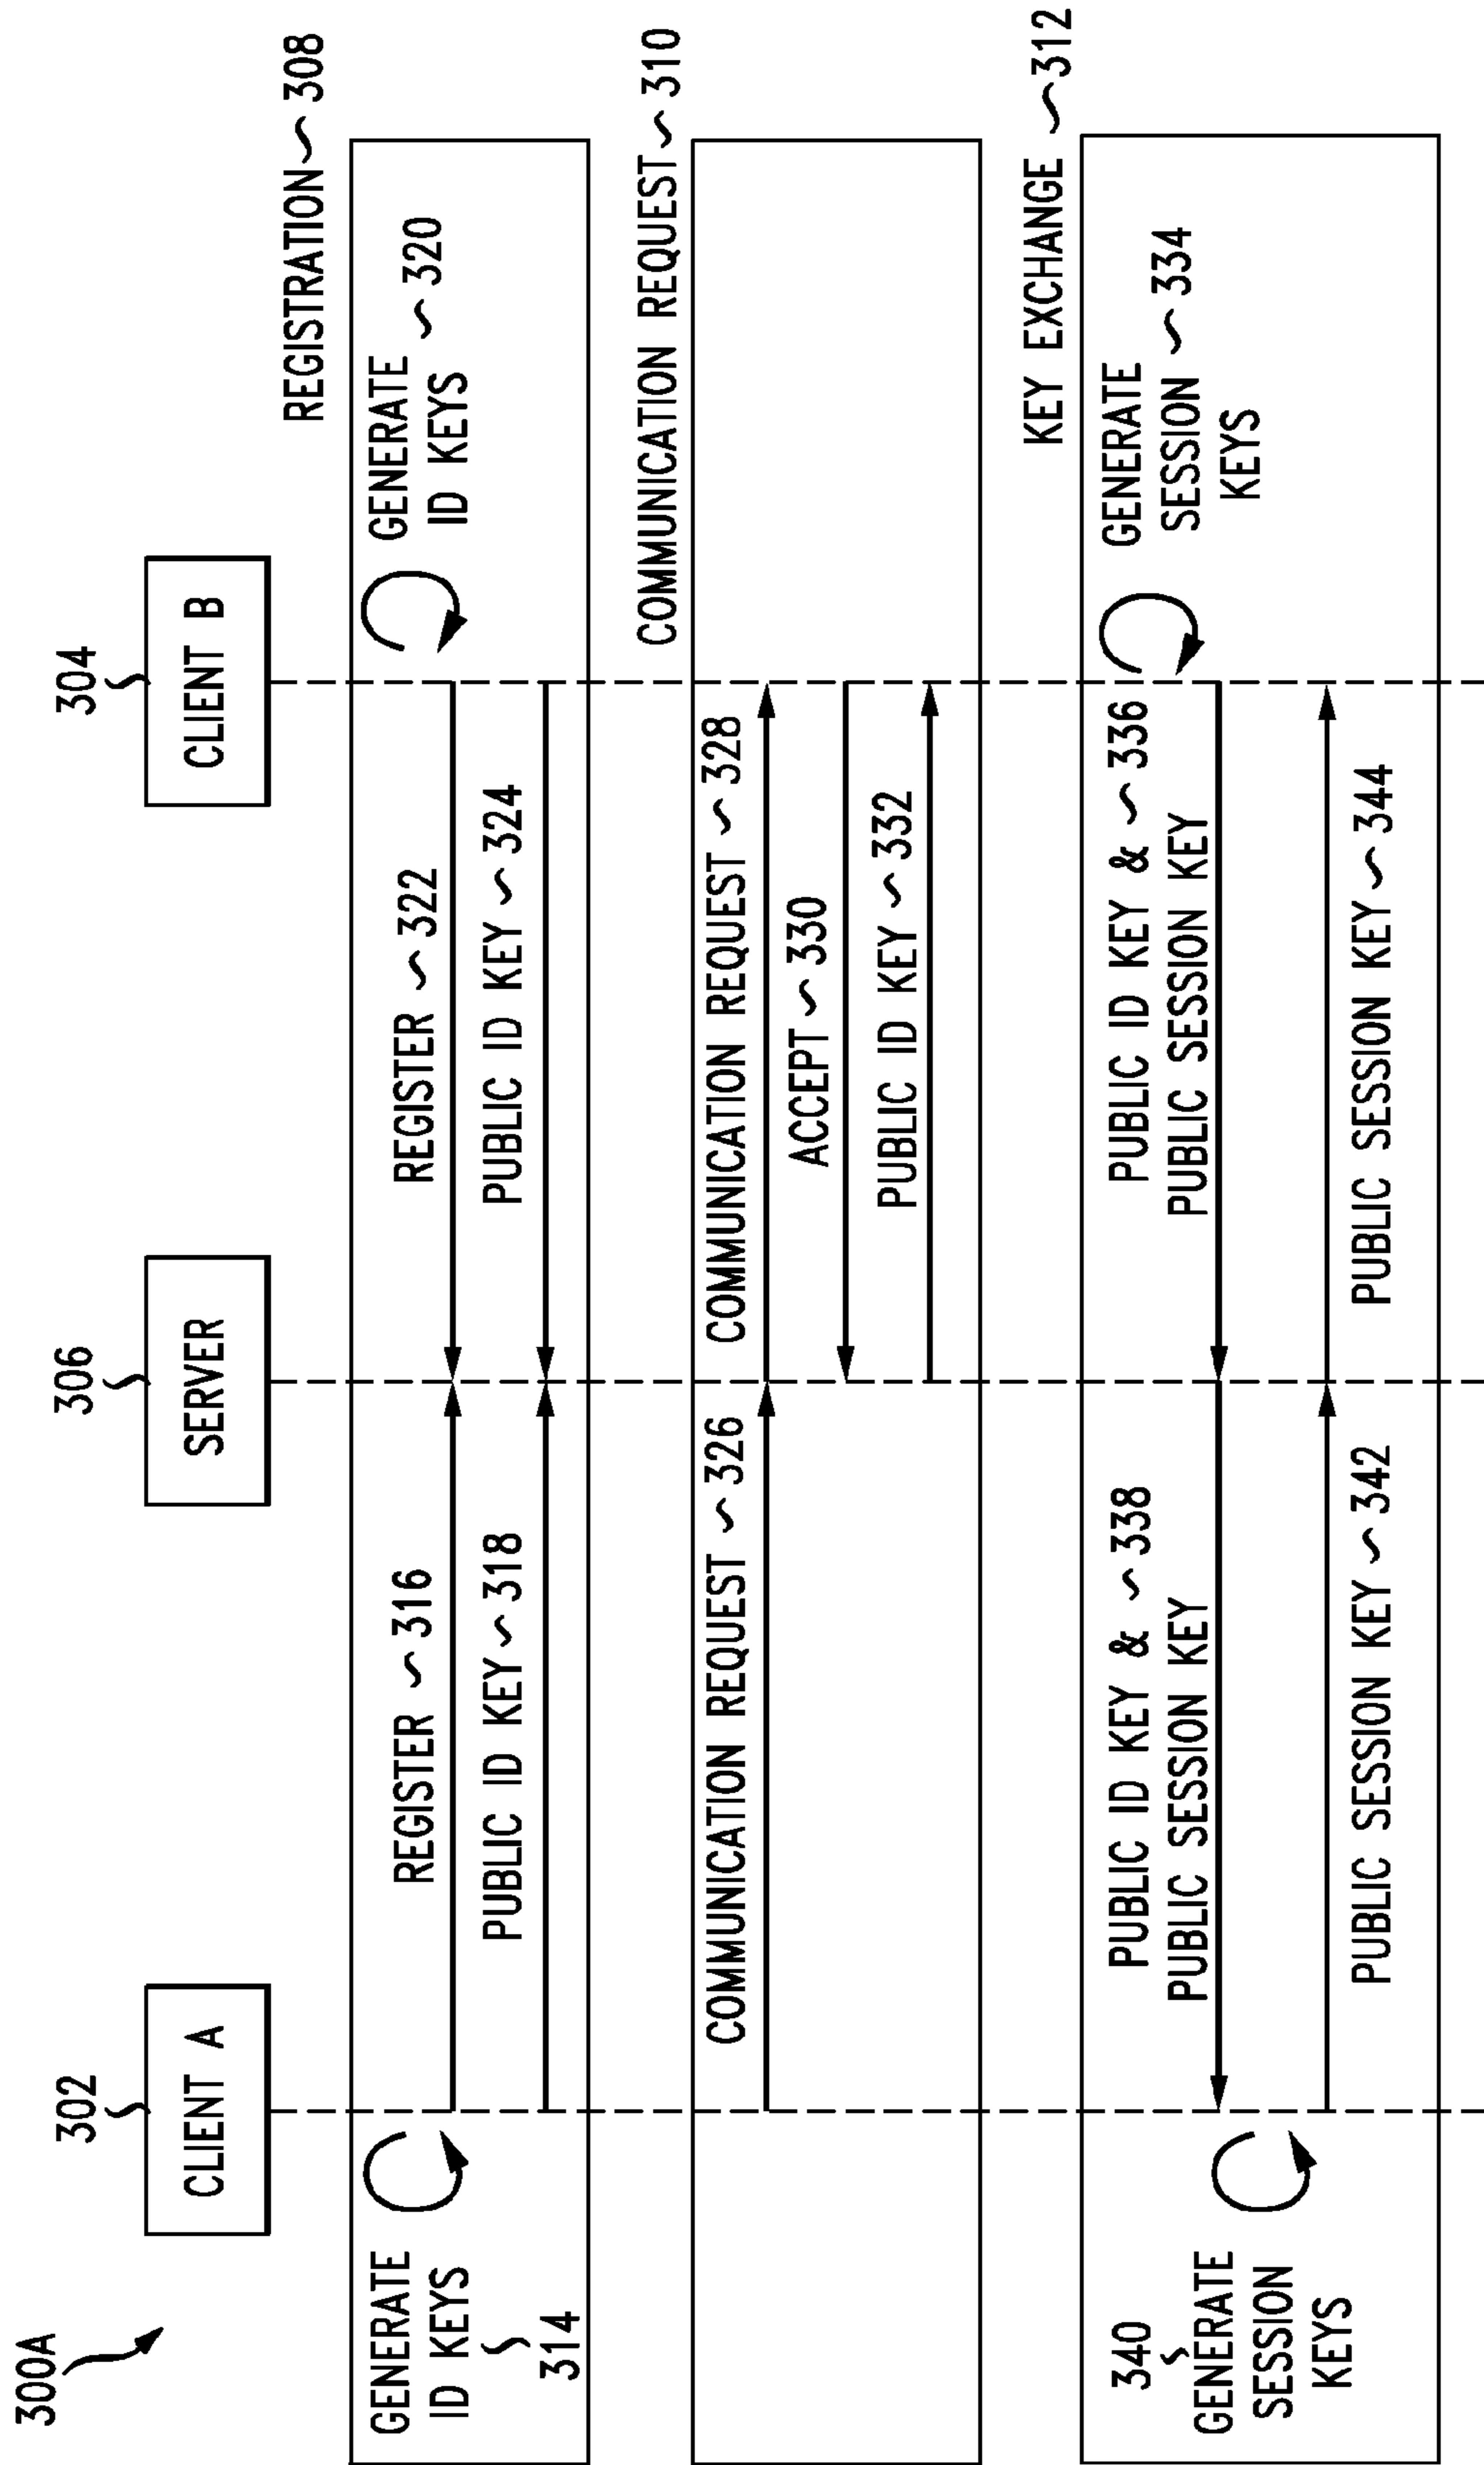 300A
302
CLIENT A
306
SERVER
304
CLIENT B
REGISTRATION ~308
GENERATE
ID KEYS
314
REGISTER ~316
PUBLIC ID KEY ~318
REGISTER ~322
PUBLIC ID KEY ~324
GENERATE
ID KEYS ~320
COMMUNICATION REQUEST ~310
COMMUNICATION REQUEST ~326
COMMUNICATION REQUEST ~328
ACCEPT ~330
PUBLIC ID KEY ~332
KEY EXCHANGE ~312
GENERATE
SESSION ~334
KEYS
PUBLIC ID KEY & ~336
PUBLIC SESSION KEY
PUBLIC ID KEY & ~338
PUBLIC SESSION KEY
340
GENERATE
SESSION
KEYS
PUBLIC SESSION KEY ~342
PUBLIC SESSION KEY ~344